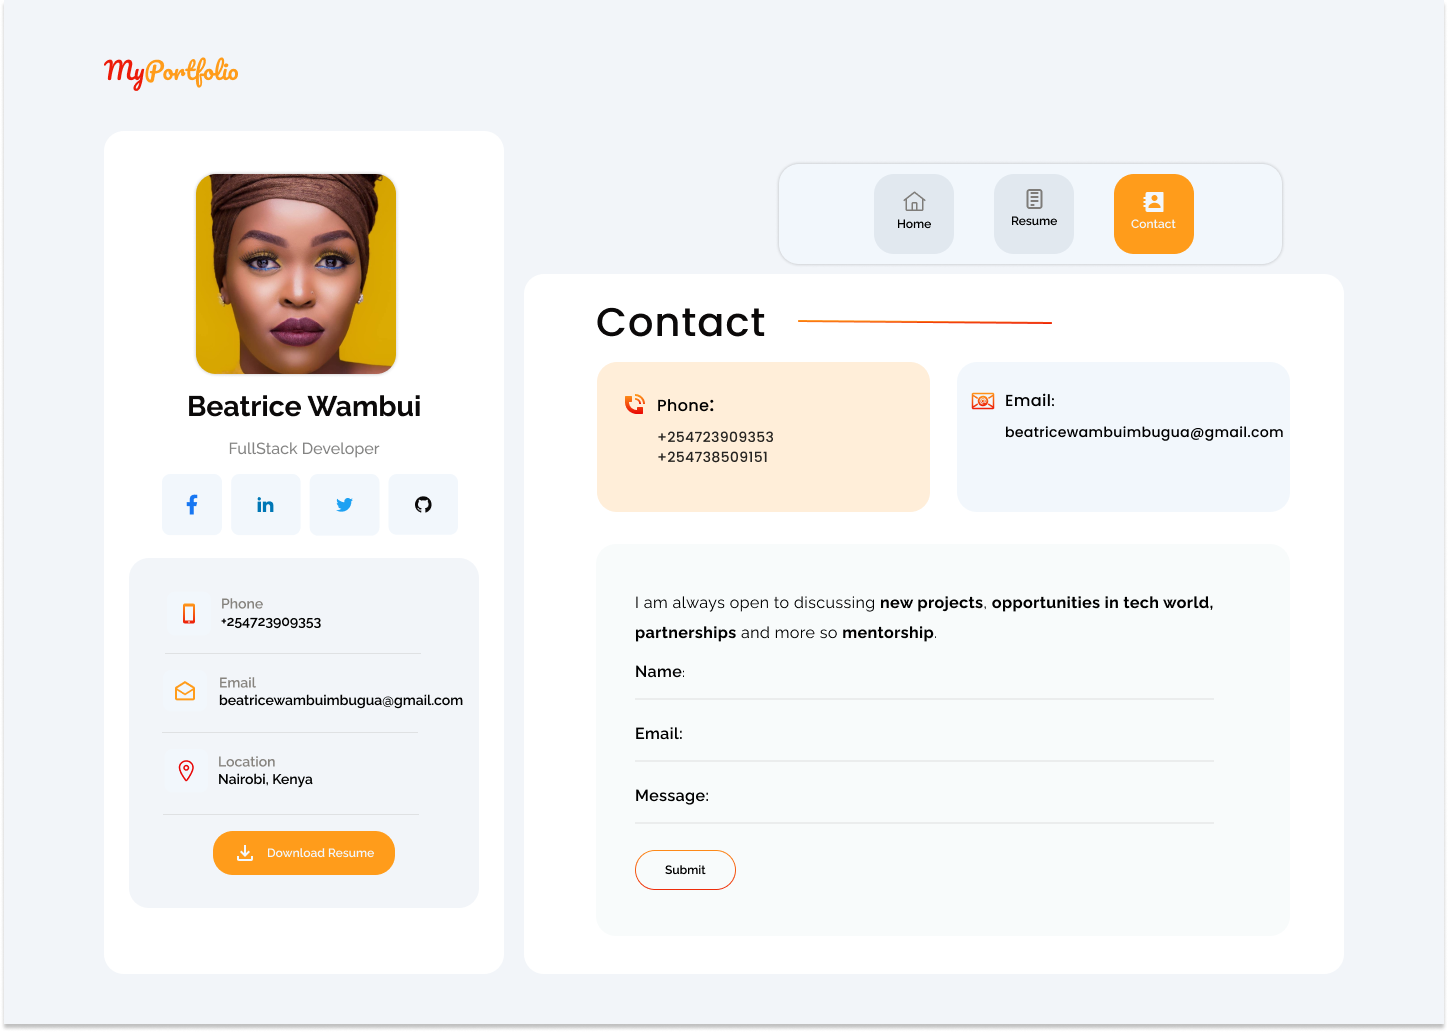 MyPortfolio
Beatrice Wambui
FullStack Developer
Phone
+254723909353
Email
beatricewambuimbugua@gmail.com
Location
Nairobi, Kenya
Download Resume
Home
Resume
Contact
Contact
Phone:
+254723909353
+254738509151
Email:
beatricewambuimbugua@gmail.com
I am always open to discussing new projects, opportunities in tech world,
partnerships and more so mentorship.
Name:
Email:
Message:
Submit